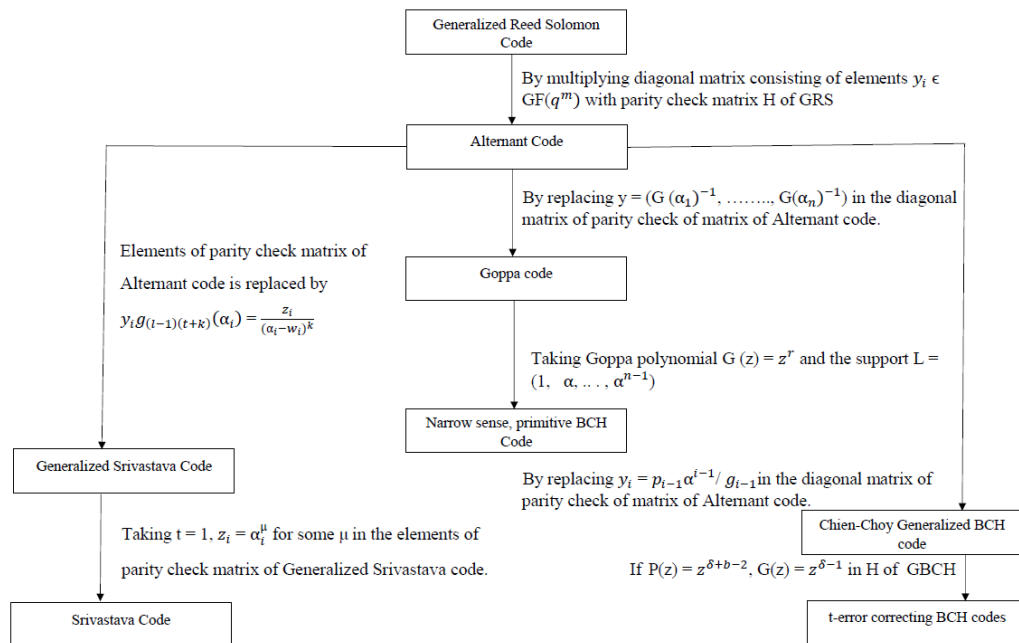 Generalized Reed Solomon
Code
By multiplying diagonal matrix consisting of elements yᵢ ϵ
GF(qᵐ) with parity check matrix H of GRS
Alternant Code
By replacing y = (G (α₁)⁻¹, …….., G(αₙ)⁻¹) in the diagonal
matrix of parity check of matrix of Alternant code.
Elements of parity check matrix of
Alternant code is replaced by
yᵢg₍ₗ₋₁₎₍ₜ₊ₖ₎(αᵢ) = zᵢ/(αᵢ−wᵢ)ᵏ
Goppa code
Taking Goppa polynomial G (z) = zʳ and the support L =
(1, α, .. . , αⁿ⁻¹)
Narrow sense, primitive BCH
Code
Generalized Srivastava Code
By replacing yᵢ = pᵢ₋₁αⁱ⁻¹/ gᵢ₋₁ in the diagonal matrix of
parity check of matrix of Alternant code.
Chien-Choy Generalized BCH
code
Taking t = 1, zᵢ = αᵢ^μ for some μ in the elements of
parity check matrix of Generalized Srivastava code.
If P(z) = z^(δ+b−2), G(z) = z^(δ−1) in H of GBCH
Srivastava Code
t-error correcting BCH codes